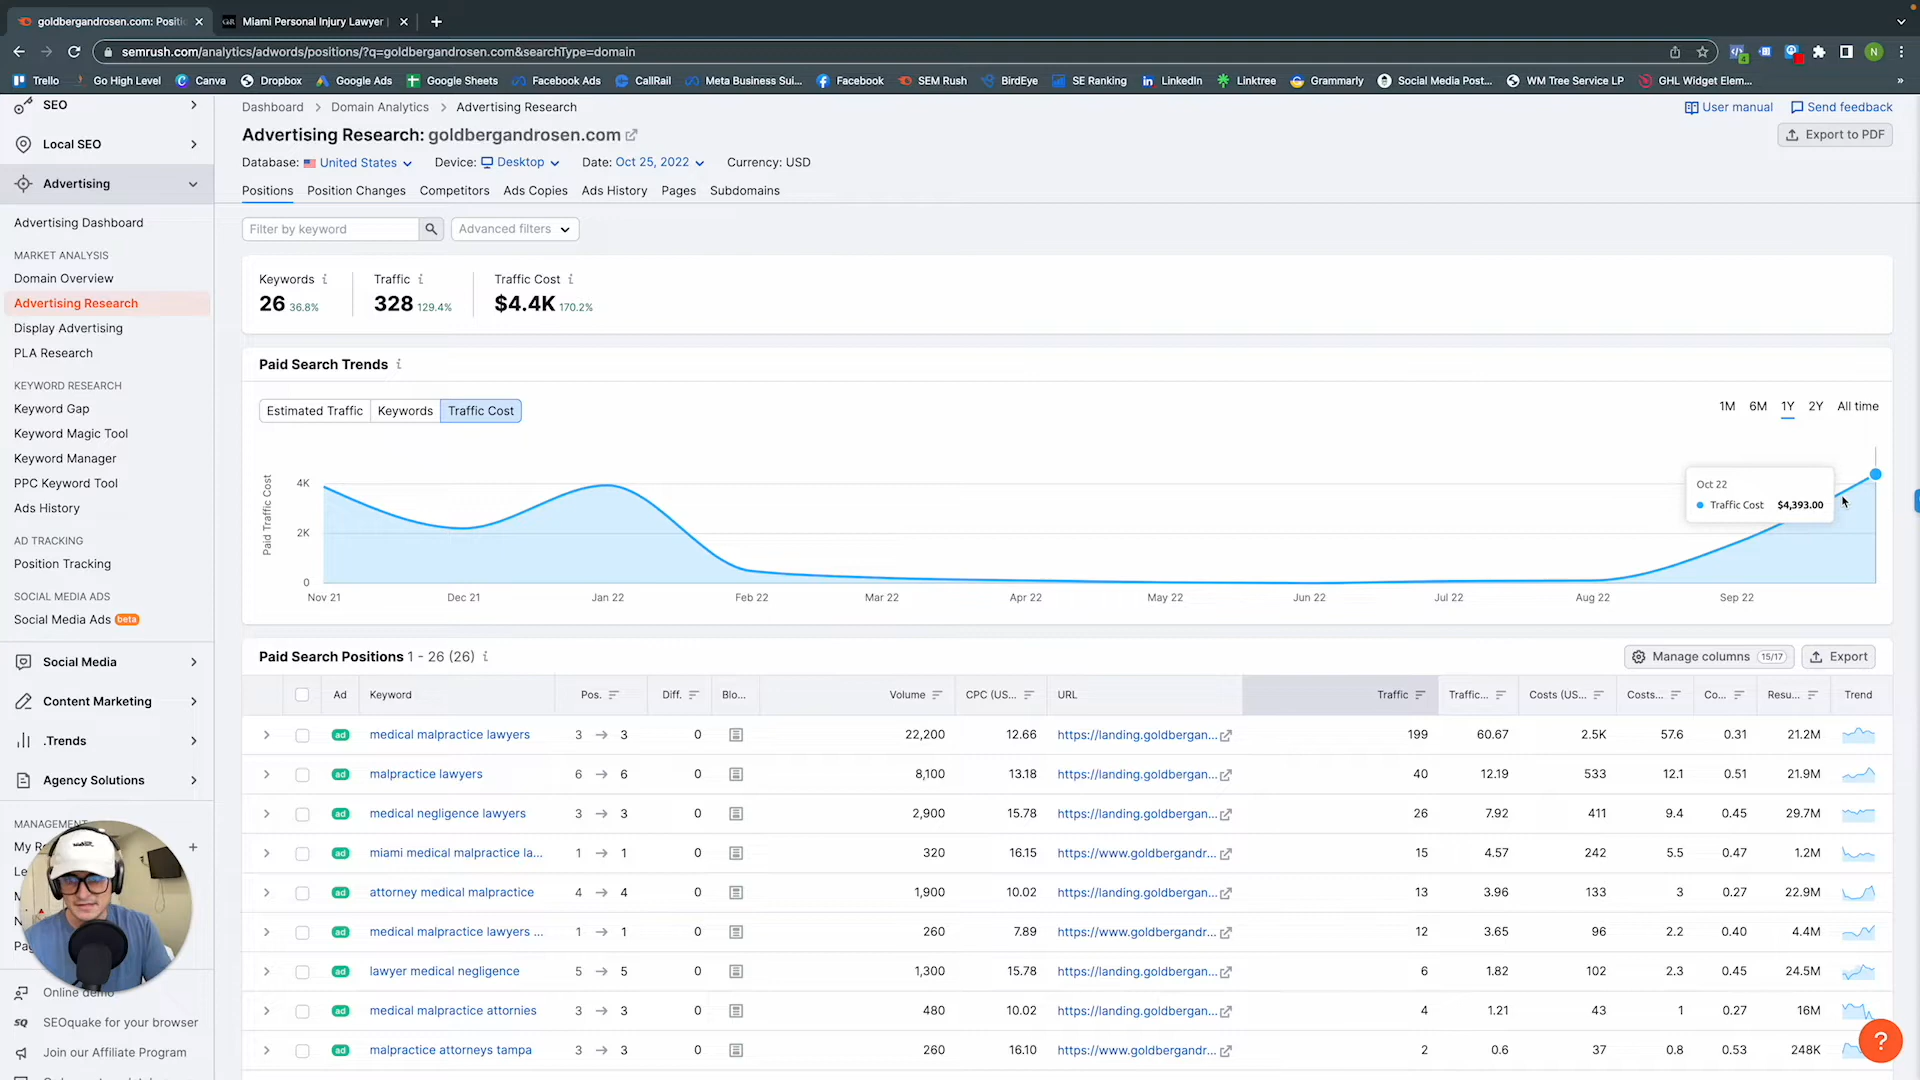 goldbergandrosen.com: Positi
Miami Personal Injury Lawyer
semrush.com/analytics/adwords/positions/?q=goldbergandrosen.com&searchType=domain
N
Trello
Go High Level
Canva
Dropbox
Google Ads
Google Sheets
Facebook Ads
CallRail
Meta Business Sui...
Facebook
SEM Rush
BirdEye
SE Ranking
LinkedIn
Linktree
Grammarly
Social Media Post...
WM Tree Service LP
GHL Widget Elem...
»
SEO
Local SEO
Advertising
Advertising Dashboard
MARKET ANALYSIS
Domain Overview
Advertising Research
Display Advertising
PLA Research
KEYWORD RESEARCH
Keyword Gap
Keyword Magic Tool
Keyword Manager
PPC Keyword Tool
Ads History
AD TRACKING
Position Tracking
SOCIAL MEDIA ADS
Social Media Ads beta
Social Media
Content Marketing
.Trends
Agency Solutions
MANAGEMENT
My R
+
Le
M
N
Pa
Online demo
SEOquake for your browser
Join our Affiliate Program
Dashboard > Domain Analytics > Advertising Research
User manual
Send feedback
Advertising Research: goldbergandrosen.com
Export to PDF
Database: United States Device: Desktop Date: Oct 25, 2022 Currency: USD
Positions Position Changes Competitors Ads Copies Ads History Pages Subdomains
Filter by keyword
Advanced filters
Keywords i
26 36.8%
Traffic i
328 129.4%
Traffic Cost i
$4.4K 170.2%
Paid Search Trends i
Estimated Traffic Keywords Traffic Cost
1M 6M 1Y 2Y All time
Paid Traffic Cost
4K
2K
0
Oct 22
Traffic Cost $4,393.00
Nov 21 Dec 21 Jan 22 Feb 22 Mar 22 Apr 22 May 22 Jun 22 Jul 22 Aug 22 Sep 22
Paid Search Positions 1 - 26 (26) i
Manage columns 15/17
Export
Ad Keyword Pos. Diff. Blo... Volume CPC (US... URL Traffic Traffic... Costs (US... Costs... Co... Resu... Trend
ad medical malpractice lawyers 3 → 3 0 22,200 12.66 https://landing.goldbergan... 199 60.67 2.5K 57.6 0.31 21.2M
ad malpractice lawyers 6 → 6 0 8,100 13.18 https://landing.goldbergan... 40 12.19 533 12.1 0.51 21.9M
ad medical negligence lawyers 3 → 3 0 2,900 15.78 https://landing.goldbergan... 26 7.92 411 9.4 0.45 29.7M
ad miami medical malpractice la... 1 → 1 0 320 16.15 https://www.goldbergandr... 15 4.57 242 5.5 0.47 1.2M
ad attorney medical malpractice 4 → 4 0 1,900 10.02 https://landing.goldbergan... 13 3.96 133 3 0.27 22.9M
ad medical malpractice lawyers ... 1 → 1 0 260 7.89 https://www.goldbergandr... 12 3.65 96 2.2 0.40 4.4M
ad lawyer medical negligence 5 → 5 0 1,300 15.78 https://landing.goldbergan... 6 1.82 102 2.3 0.45 24.5M
ad medical malpractice attornies 3 → 3 0 480 10.02 https://landing.goldbergan... 4 1.21 43 1 0.27 16M
ad malpractice attorneys tampa 3 → 3 0 260 16.10 https://www.goldbergandr... 2 0.6 37 0.8 0.53 248K
?